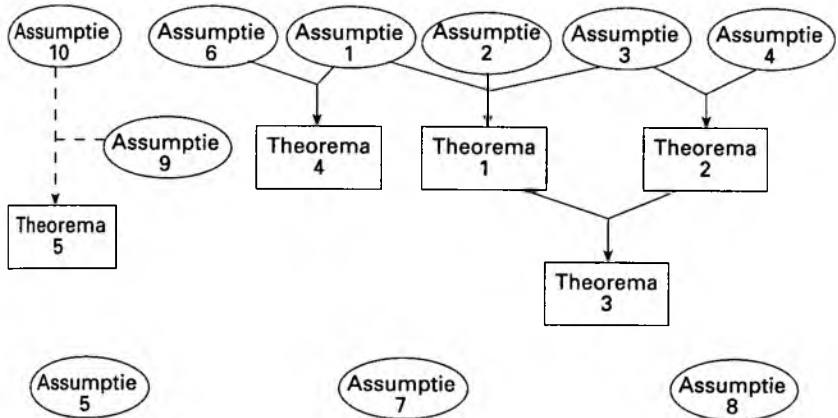 Assumptie
10
Assumptie
6
Assumptie
1
Assumptie
2
Assumptie
3
Assumptie
4
Assumptie
9
Theorema
4
Theorema
1
Theorema
2
Theorema
5
Theorema
3
Assumptie
5
Assumptie
7
Assumptie
8